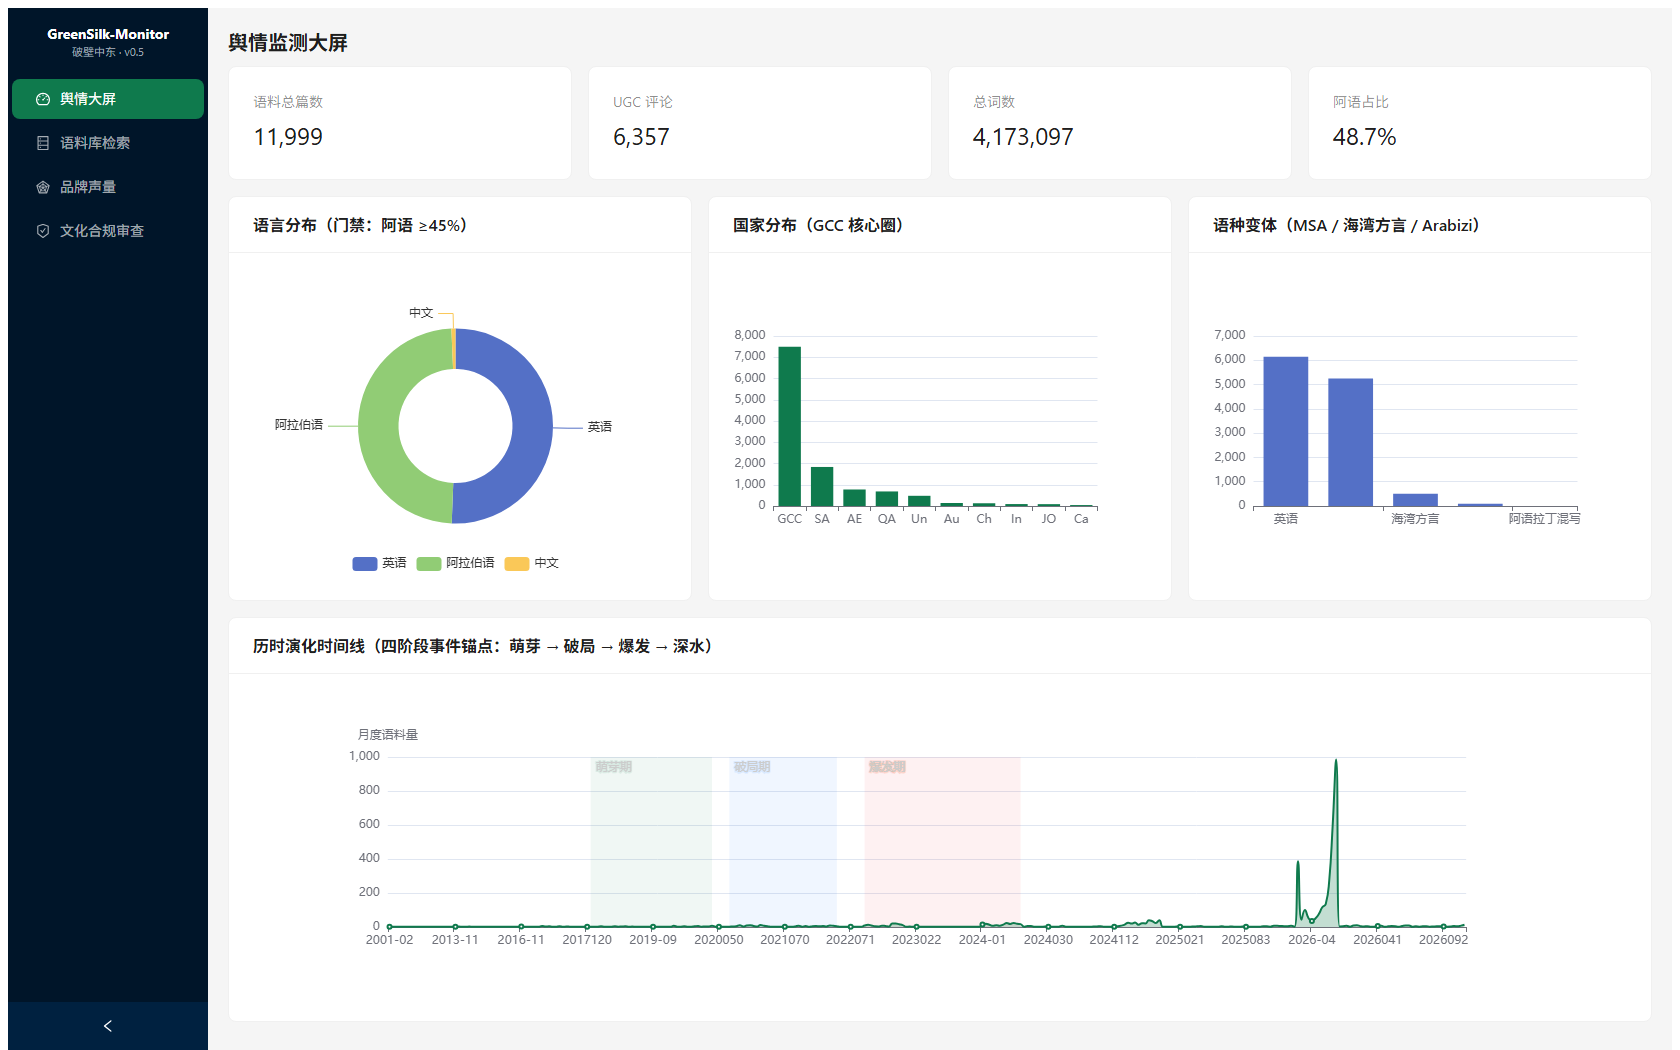 GreenSilk-Monitor
破壁中东 · v0.5
舆情大屏
语料库检索
品牌声量
文化合规审查
舆情监测大屏
语料总篇数
11,999
UGC 评论
6,357
总词数
4,173,097
阿语占比
48.7%
语言分布（门禁：阿语 ≥45%）
中文
阿拉伯语
英语
英语 阿拉伯语 中文
国家分布（GCC 核心圈）
8,000
7,000
6,000
5,000
4,000
3,000
2,000
1,000
0
GCC SA AE QA Un Au Ch In JO Ca
语种变体（MSA / 海湾方言 / Arabizi）
7,000
6,000
5,000
4,000
3,000
2,000
1,000
0
英语 海湾方言 阿语拉丁混写
历时演化时间线（四阶段事件锚点：萌芽 → 破局 → 爆发 → 深水）
月度语料量
1,000
800
600
400
200
0
萌芽期 破局期 爆发期
2001-02 2013-11 2016-11 2017120 2019-09 2020050 2021070 2022071 2023022 2024-01 2024030 2024112 2025021 2025083 2026-04 2026041 2026092